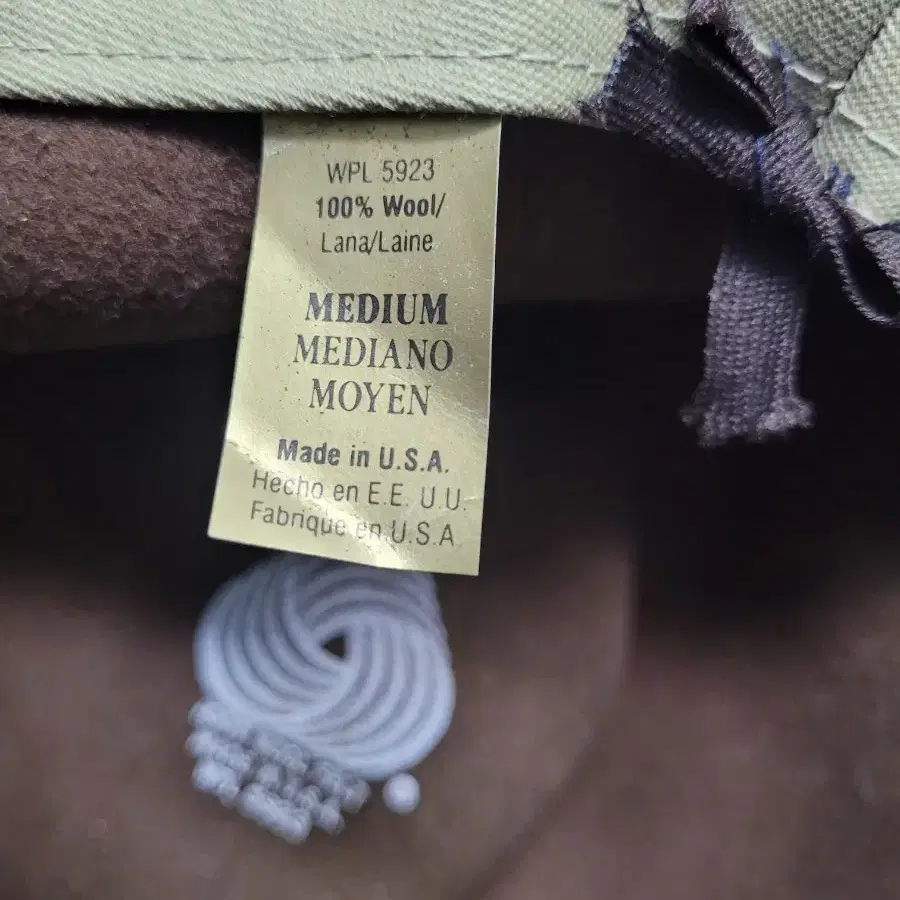 WPL 5923
100% Wool/
Lana/Laine
MEDIUM
MEDIANO
MOYEN
Made in U.S.A.
Hecho en E.E. U.U.
Fabrique en U.S.A.